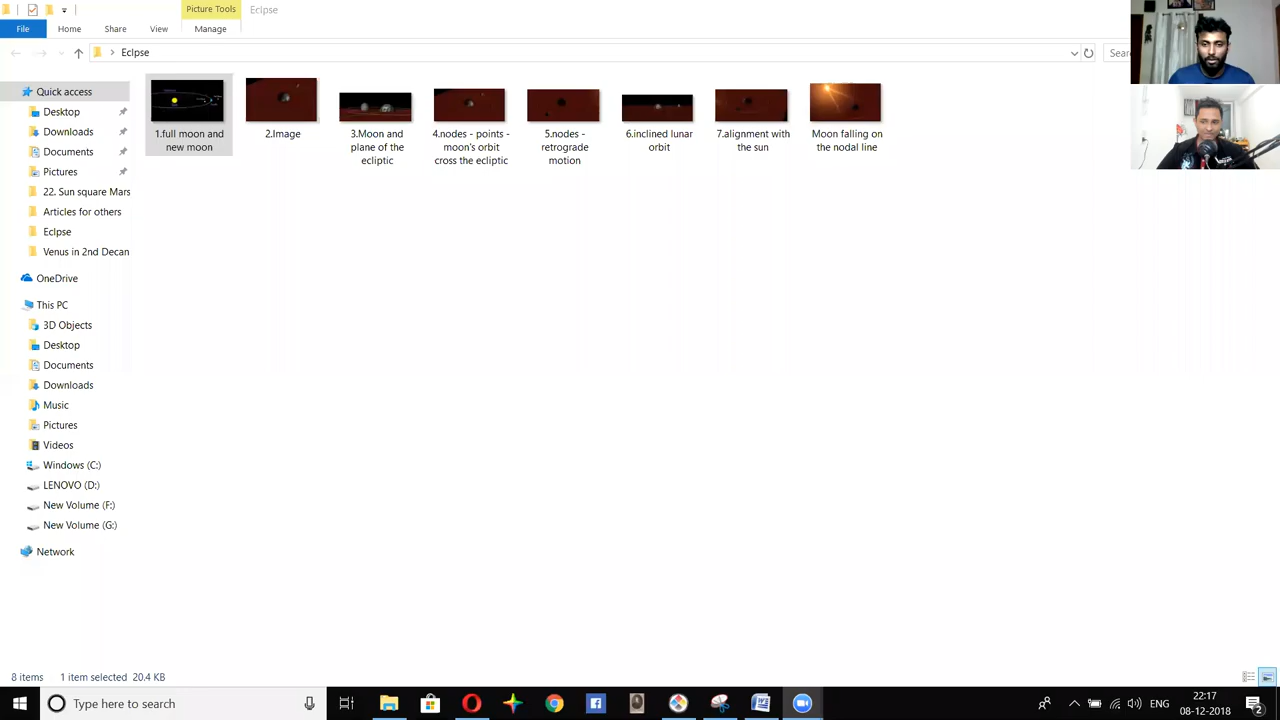 Picture Tools
Eclpse
File
Home
Share
View
Manage
Eclpse
Sear
Quick access
Desktop
Downloads
Documents
Pictures
22. Sun square Mars
Articles for others
Eclpse
Venus in 2nd Decan
OneDrive
This PC
3D Objects
Desktop
Documents
Downloads
Music
Pictures
Videos
Windows (C:)
LENOVO (D:)
New Volume (F:)
New Volume (G:)
Network
1.full moon and
new moon
2.Image
3.Moon and
plane of the
ecliptic
4.nodes - points -
moon's orbit
cross the ecliptic
5.nodes -
retrograde
motion
6.inclined lunar
orbit
7.alignment with
the sun
Moon falling on
the nodal line
8 items
1 item selected
20.4 KB
Type here to search
ENG
22:17
08-12-2018
2